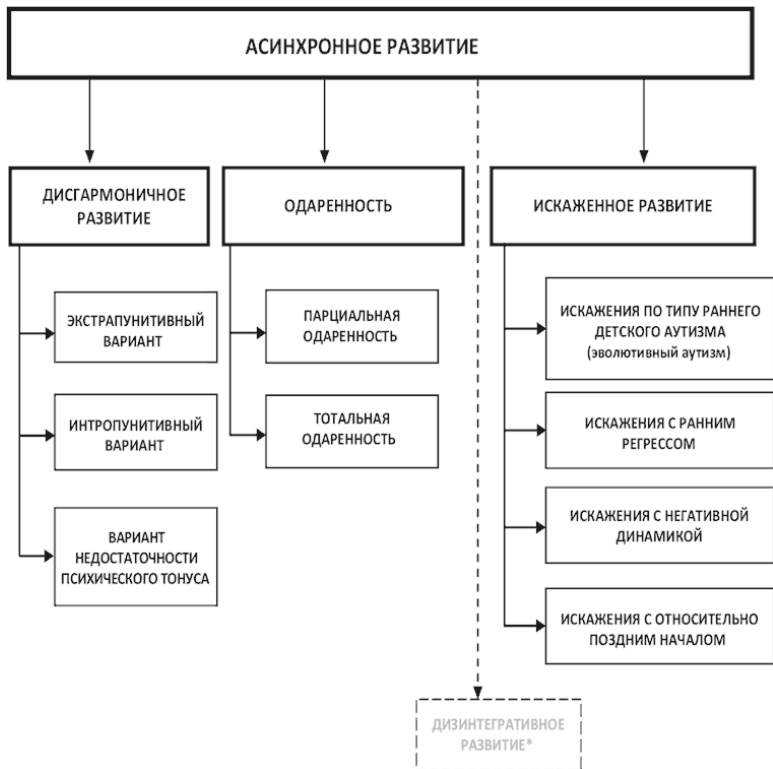 АСИНХРОННОЕ РАЗВИТИЕ
ДИСГАРМОНИЧНОЕ
РАЗВИТИЕ
ЭКСТРАПУНИТИВНЫЙ
ВАРИАНТ
ИНТРОПУНИТИВНЫЙ
ВАРИАНТ
ВАРИАНТ
НЕДОСТАТОЧНОСТИ
ПСИХИЧЕСКОГО ТОНУСА
ОДАРЕННОСТЬ
ПАРЦИАЛЬНАЯ
ОДАРЕННОСТЬ
ТОТАЛЬНАЯ
ОДАРЕННОСТЬ
ИСКАЖЕННОЕ РАЗВИТИЕ
ИСКАЖЕНИЯ ПО ТИПУ РАННЕГО
ДЕТСКОГО АУТИЗМА
(эволютивный аутизм)
ИСКАЖЕНИЯ С РАННИМ
РЕГРЕССОМ
ИСКАЖЕНИЯ С НЕГАТИВНОЙ
ДИНАМИКОЙ
ИСКАЖЕНИЯ С ОТНОСИТЕЛЬНО
ПОЗДНИМ НАЧАЛОМ
ДИЗИНТЕГРАТИВНОЕ
РАЗВИТИЕ*